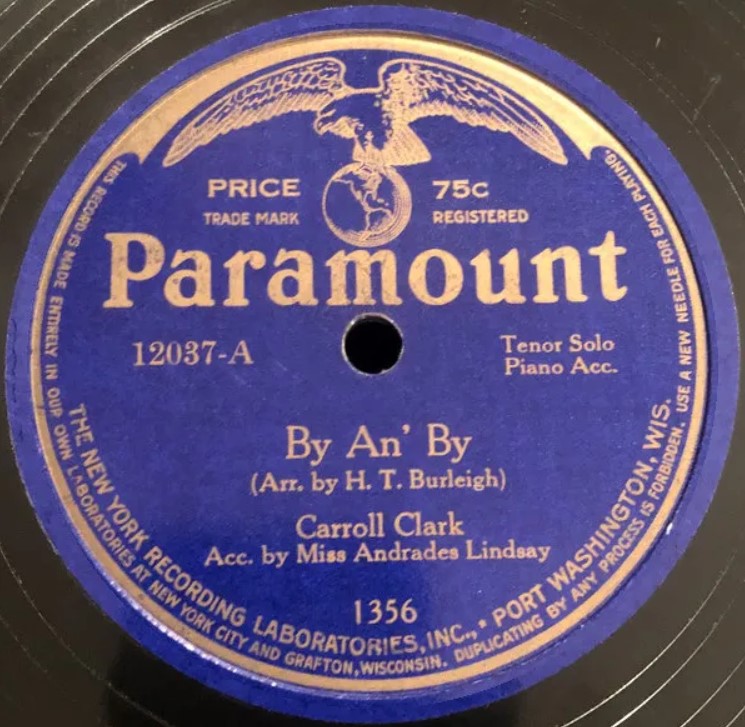 PRICE 75c
TRADE MARK REGISTERED
Paramount
12037-A
Tenor Solo
Piano Acc.
By An' By
(Arr. by H. T. Burleigh)
Carroll Clark
Acc. by Miss Andrades Lindsay
1356
THE NEW YORK RECORDING LABORATORIES, INC., * PORT WASHINGTON, WIS.
THIS RECORD IS MADE ENTIRELY IN OUR OWN LABORATORIES AT NEW YORK CITY AND GRAFTON, WISCONSIN. DUPLICATING BY ANY PROCESS IS FORBIDDEN. USE A NEW NEEDLE FOR EACH PLAYING.